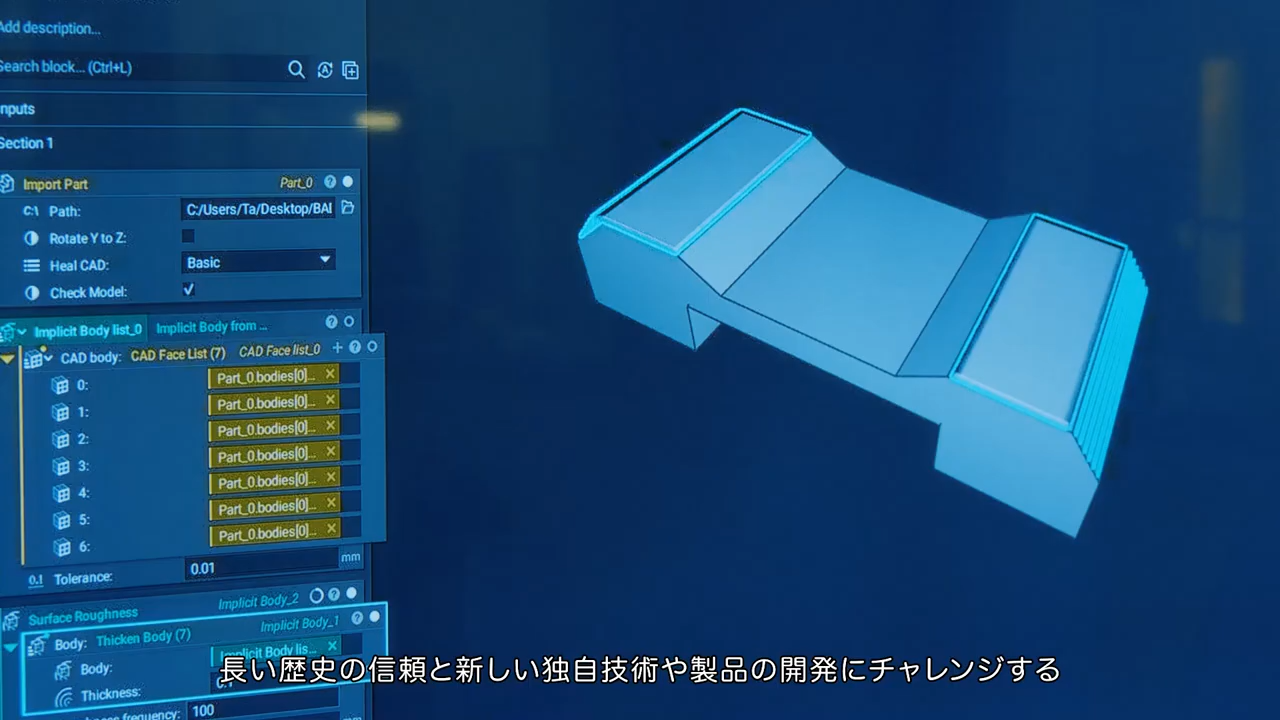 Add description...
Search block... (Ctrl+L)
nputs
Section 1
Import Part Part_0
C:\ Path: C:/Users/Ta/Desktop/BAI
Rotate Y to Z:
Heal CAD: Basic
Check Model:
Implicit Body list_0 Implicit Body from ...
CAD body: CAD Face List (7) CAD Face list_0
0: Part_0.bodies[0]...
1: Part_0.bodies[0]...
2: Part_0.bodies[0]...
3: Part_0.bodies[0]...
4: Part_0.bodies[0]...
5: Part_0.bodies[0]...
6: Part_0.bodies[0]...
0.1 Tolerance: 0.01 mm
Surface Roughness Implicit Body_2
Body: Thicken Body (7) Implicit Body_1
Body: Implicit Body lis...
Thickness:
frequency: 100
長い歴史の信頼と新しい独自技術や製品の開発にチャレンジする